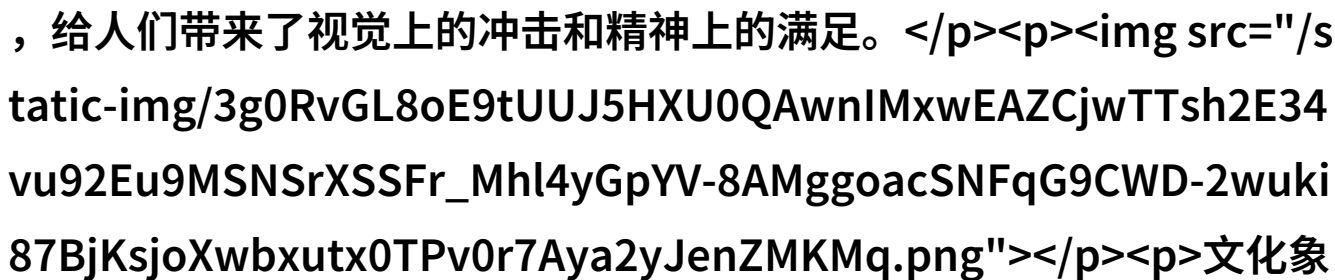 ，给人们带来了视觉上的冲击和精神上的满足。</p><p><img src="/s
tatic-img/3g0RvGL8oE9tUUJ5HXU0QAwnIMxwEAZCjwTTsh2E34
vu92Eu9MSNSrXSSFr_Mhl4yGpYV-8AMggoacSNFqG9CWD-2wuki
87BjKsjoXwbxutx0TPv0r7Aya2yJenZMKMq.png"></p><p>文化象